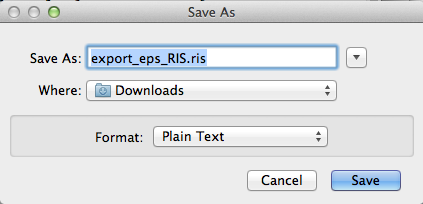 Save As
Save As: export_eps_RIS.ris
Where: Downloads
Format: Plain Text
Cancel Save